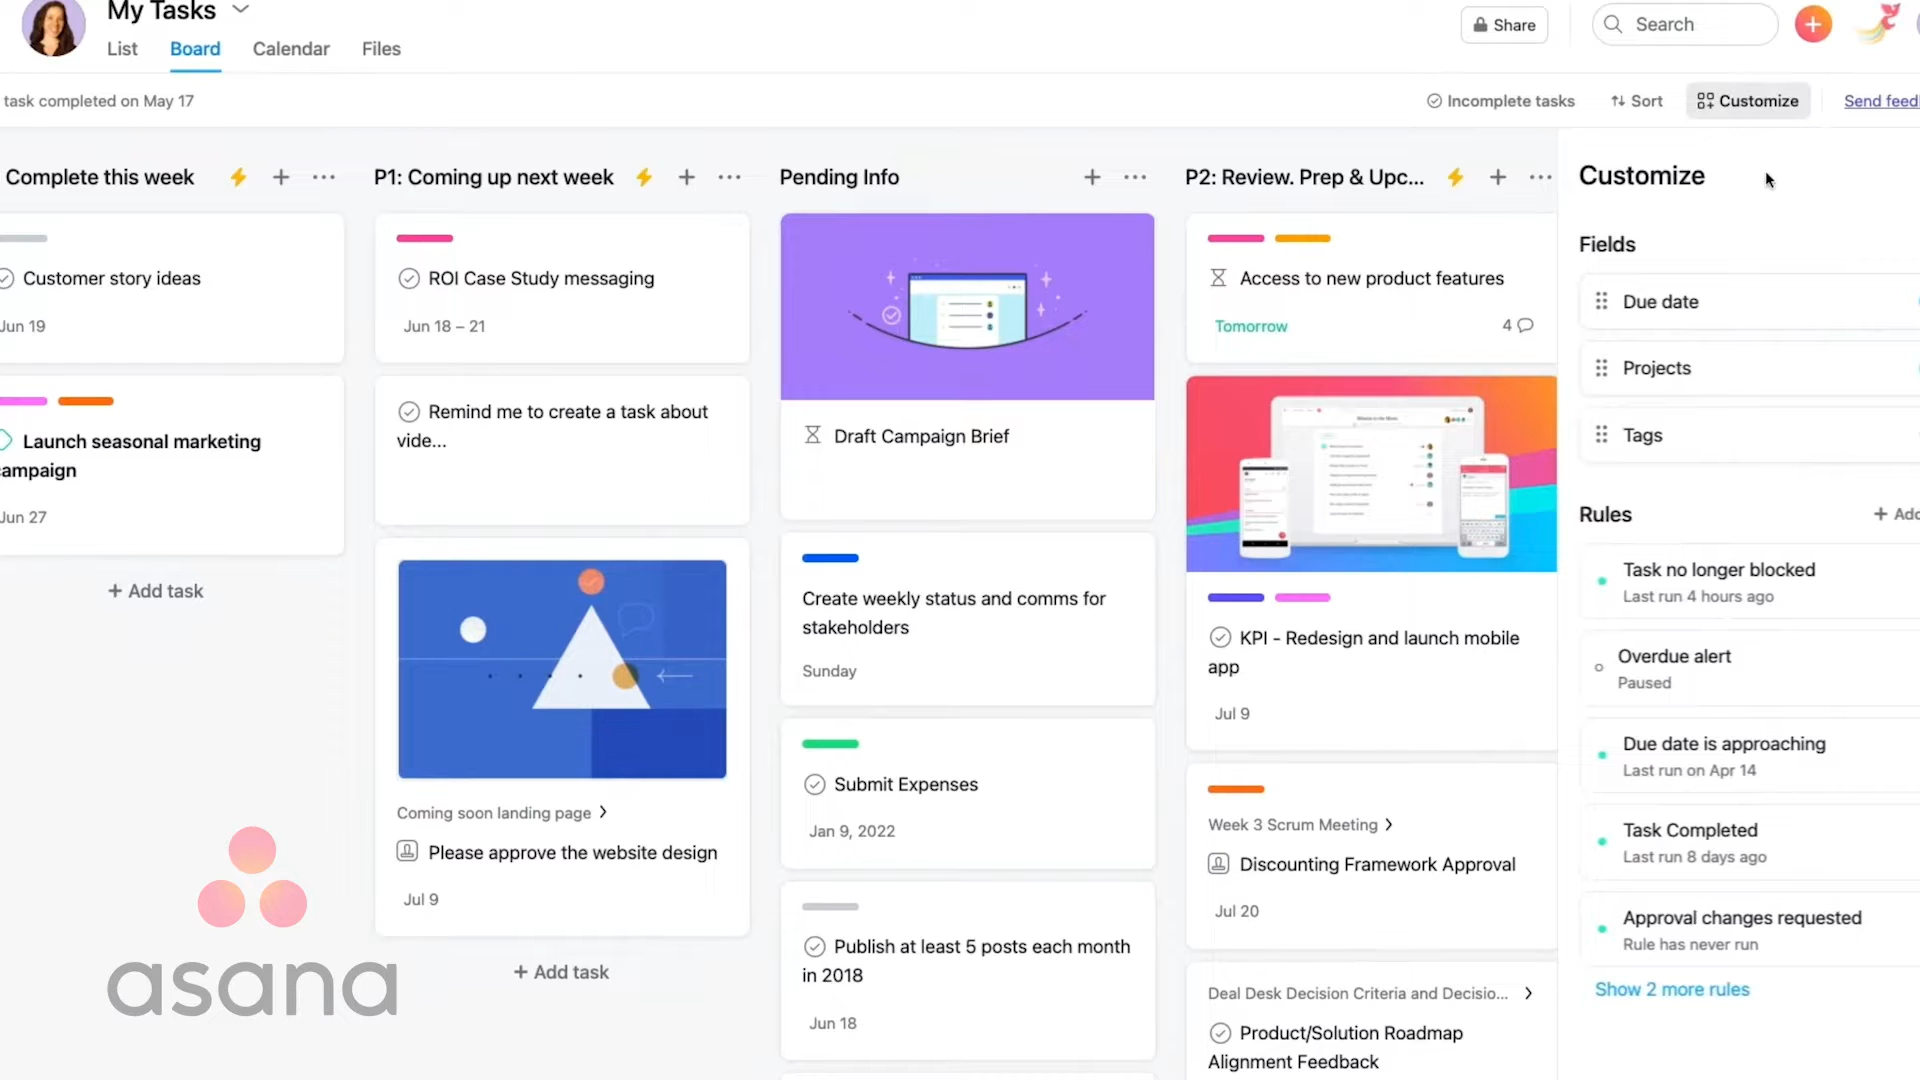 My Tasks
List
Board
Calendar
Files
Share
Search
task completed on May 17
Incomplete tasks
Sort
Customize
Send
Complete this week
Customer story ideas
Jun 19
Launch seasonal marketing
campaign
Jun 27
+ Add task
P1: Coming up next week
ROI Case Study messaging
Jun 18 – 21
Remind me to create a task about
vide...
Coming soon landing page
Please approve the website design
Jul 9
+ Add task
Pending Info
Draft Campaign Brief
Create weekly status and comms for
stakeholders
Sunday
Submit Expenses
Jan 9, 2022
Publish at least 5 posts each month
in 2018
Jun 18
P2: Review. Prep & Upc...
Access to new product features
Tomorrow
4
KPI - Redesign and launch mobile
app
Jul 9
Week 3 Scrum Meeting
Discounting Framework Approval
Jul 20
Deal Desk Decision Criteria and Decisio...
Product/Solution Roadmap
Alignment Feedback
Customize
Fields
Due date
Projects
Tags
Rules
+ Add
Task no longer blocked
Last run 4 hours ago
Overdue alert
Paused
Due date is approaching
Last run on Apr 14
Task Completed
Last run 8 days ago
Approval changes requested
Rule has never run
Show 2 more rules
asana